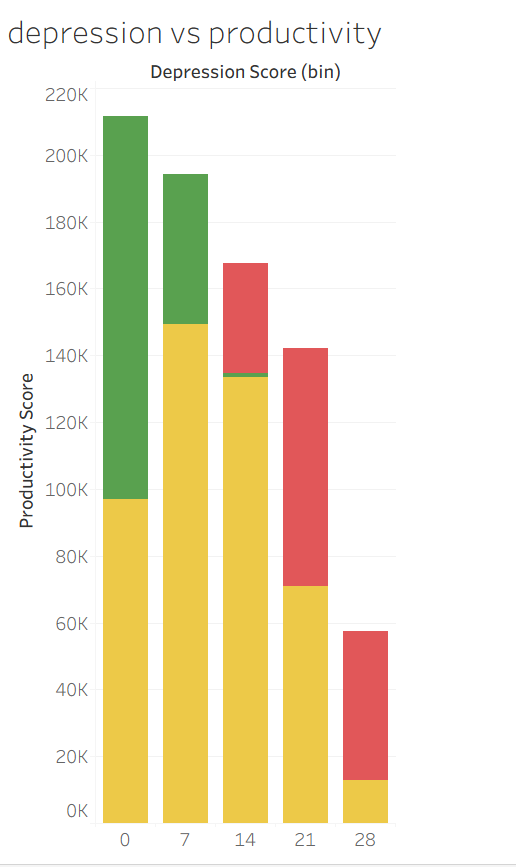 depression vs productivity
Depression Score (bin)
220K
200K
180K
160K
140K
120K
100K
80K
60K
40K
20K
0K
Productivity Score
0 7 14 21 28